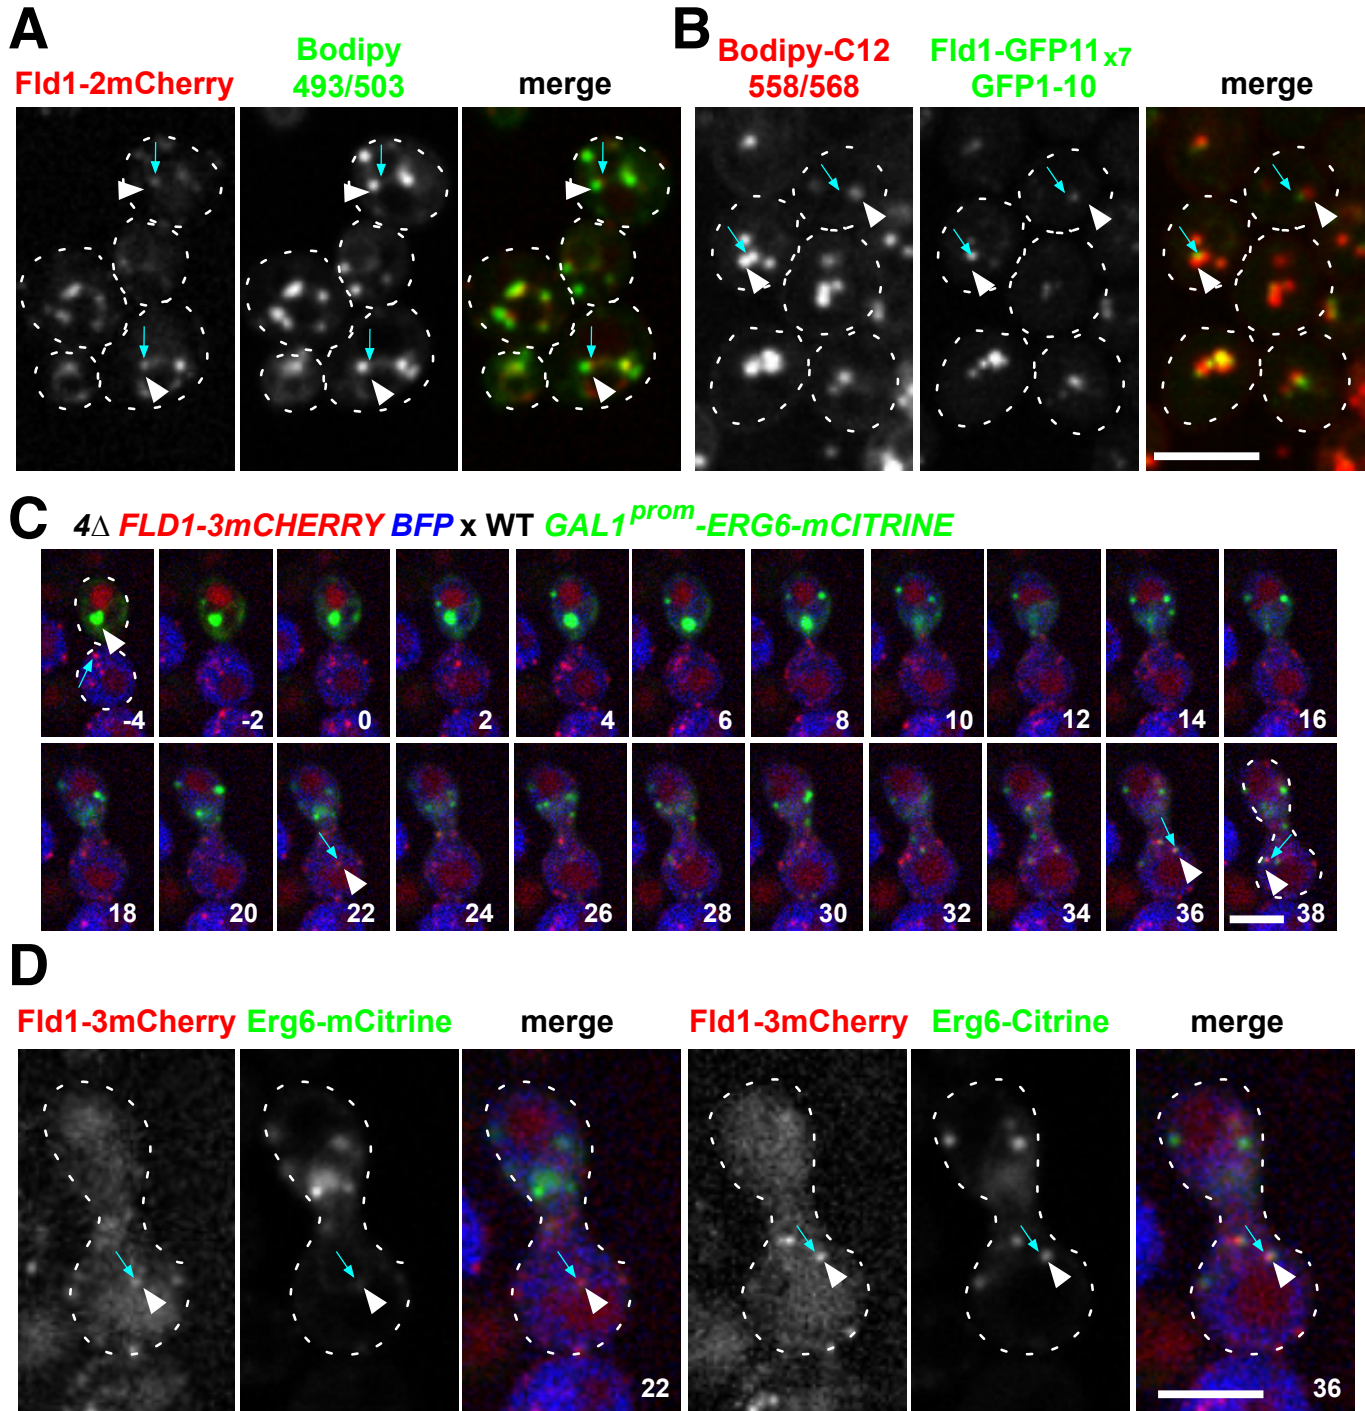 A
B
Bodipy
Bodipy-C12
Fld1-GFP11x7
Fld1-2mCherry
493/503
merge
558/568
GFP1-10
merge
C
4Δ FLD1-3mCHERRY BFP x WT GAL1prom-ERG6-mCITRINE
-4
-2
0
2
4
6
8
10
12
14
16
18
20
22
24
26
28
30
32
34
36
38
D
Fld1-3mCherry
Erg6-mCitrine
merge
Fld1-3mCherry
Erg6-Citrine
merge
22
36